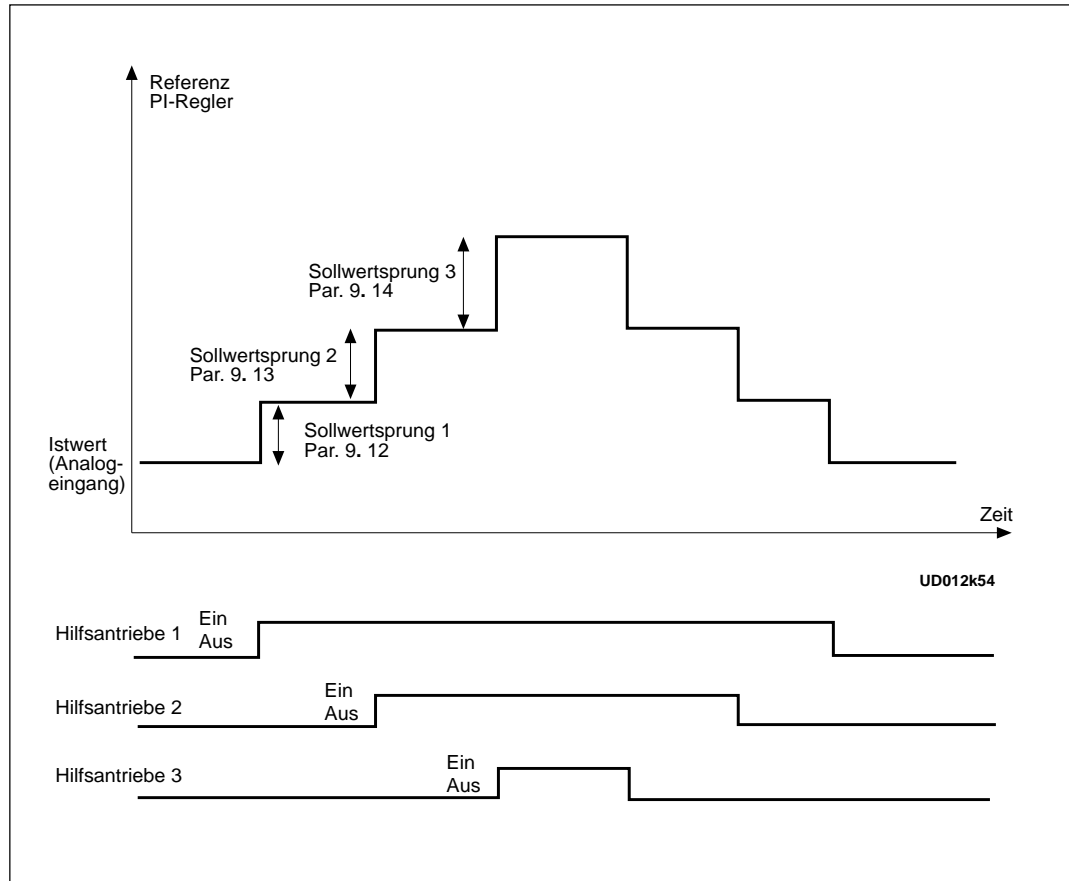 Referenz
PI-Regler
Sollwertsprung 3
Par. 9. 14
Sollwertsprung 2
Par. 9. 13
Sollwertsprung 1
Par. 9. 12
Istwert
(Analog-
eingang)
Zeit
UD012k54
Hilfsantriebe 1
Ein
Aus
Hilfsantriebe 2
Ein
Aus
Hilfsantriebe 3
Ein
Aus